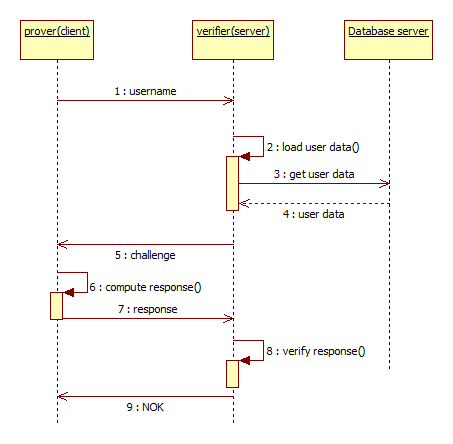 prover(client)
verifier(server)
Database server
1 : username
2 : load user data()
3 : get user data
4 : user data
5 : challenge
6 : compute response()
7 : response
8 : verify response()
9 : NOK